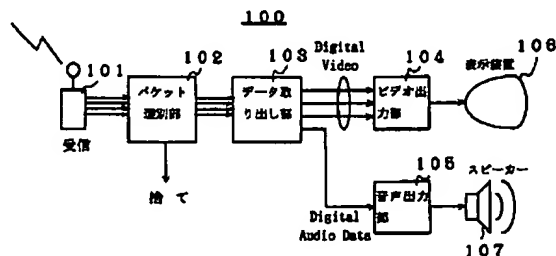 100
101
受信
102
パケット
選別部
捨て
103
データ取
り出し部
Digital
Video
104
ビデオ出
力部
106
表示装置
Digital
Audio Data
105
音声出力
部
スピーカー
107